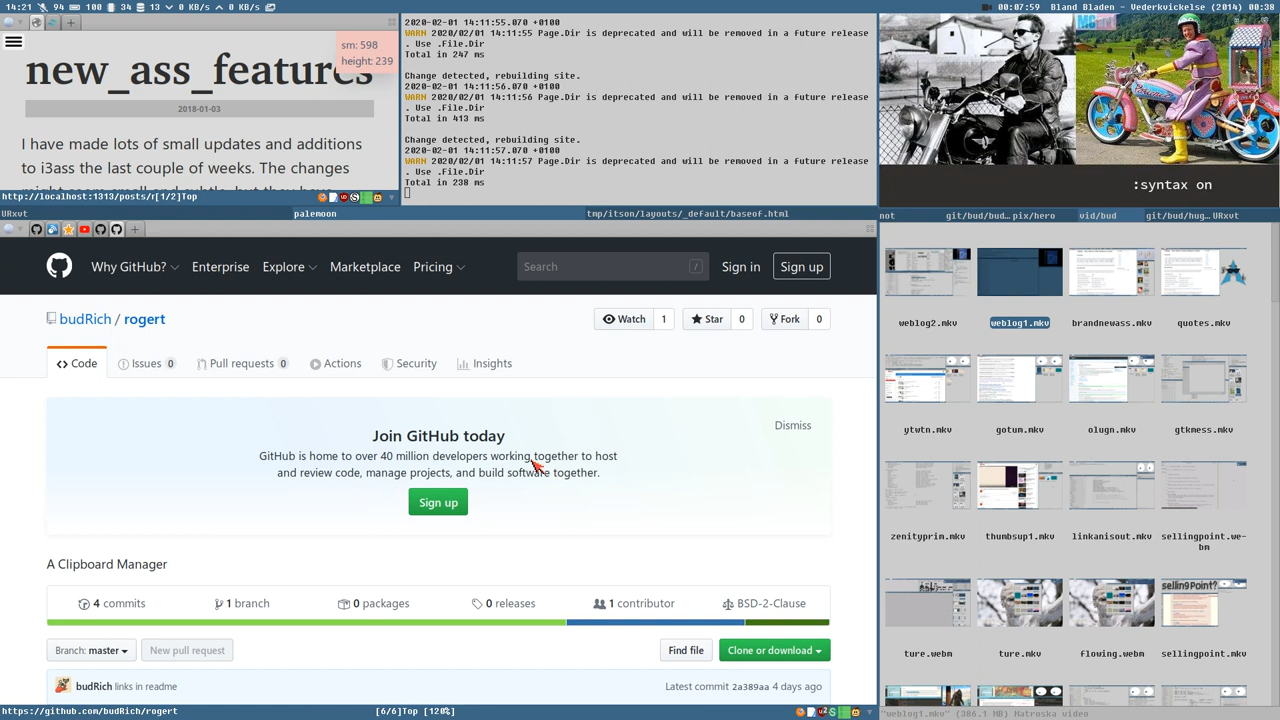 14:21 94 100 34 13 0 KB/s 0 KB/s
00:07:59 Bland Bladen - Vederkvickelse (2014) 00:38
new_ass_features
sm: 598
height: 239
2018-01-03
I have made lots of small updates and additions
to i3ass the last couple of weeks. The changes
http://localhost:1313/posts/r[1/2]Top
2020-02-01 14:11:55.070 +0100
WARN 2020/02/01 14:11:55 Page.Dir is deprecated and will be removed in a future release
. Use .File.Dir
Total in 247 ms
Change detected, rebuilding site.
2020-02-01 14:11:56.070 +0100
WARN 2020/02/01 14:11:56 Page.Dir is deprecated and will be removed in a future release
. Use .File.Dir
Total in 413 ms
Change detected, rebuilding site.
2020-02-01 14:11:57.070 +0100
WARN 2020/02/01 14:11:57 Page.Dir is deprecated and will be removed in a future release
. Use .File.Dir
Total in 238 ms
:syntax on
URxvt palemoon tmp/itson/layouts/_default/baseof.html
not git/bud/bud... pix/hero vid/bud git/bud/hug... URxvt
Why GitHub? Enterprise Explore Marketplace Pricing Search / Sign in Sign up
budRich / rogert
Watch 1 Star 0 Fork 0
<> Code Issues 0 Pull requests 0 Actions Security Insights
Dismiss
Join GitHub today
GitHub is home to over 40 million developers working together to host
and review code, manage projects, and build software together.
Sign up
A Clipboard Manager
4 commits 1 branch 0 packages 0 releases 1 contributor BSD-2-Clause
Branch: master New pull request Find file Clone or download
budRich links in readme Latest commit 2a389aa 4 days ago
https://github.com/budRich/rogert [6/6]Top [120%]
weblog2.mkv weblog1.mkv brandnewass.mkv quotes.mkv
ytwtn.mkv gotum.mkv olugn.mkv gtkmess.mkv
zenityprim.mkv thumbsup1.mkv linkanisout.mkv sellingpoint.we-
bm
sellingPoint?
ture.webm ture.mkv flowing.webm sellingpoint.mkv
"weblog1.mkv" (386.1 MB) Matroska video